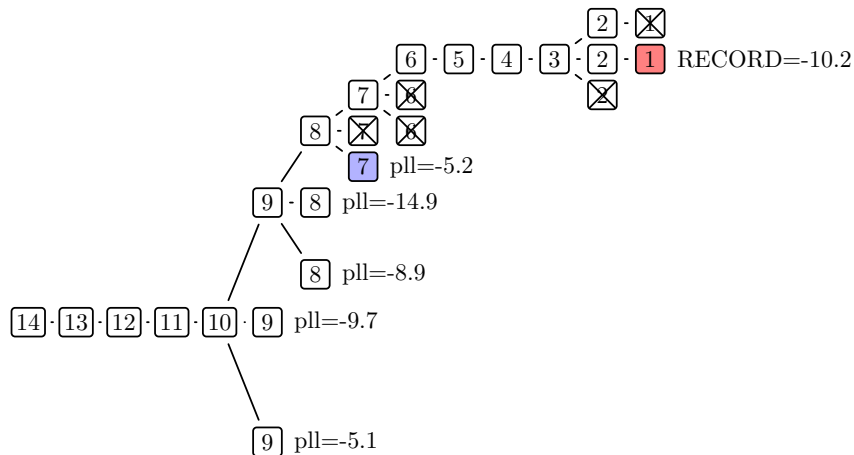 2 1
6 5 4 3 2 1 RECORD=-10.2
7 6 2
8 7 6
7 pll=-5.2
9 8 pll=-14.9
8 pll=-8.9
14 13 12 11 10 9 pll=-9.7
9 pll=-5.1